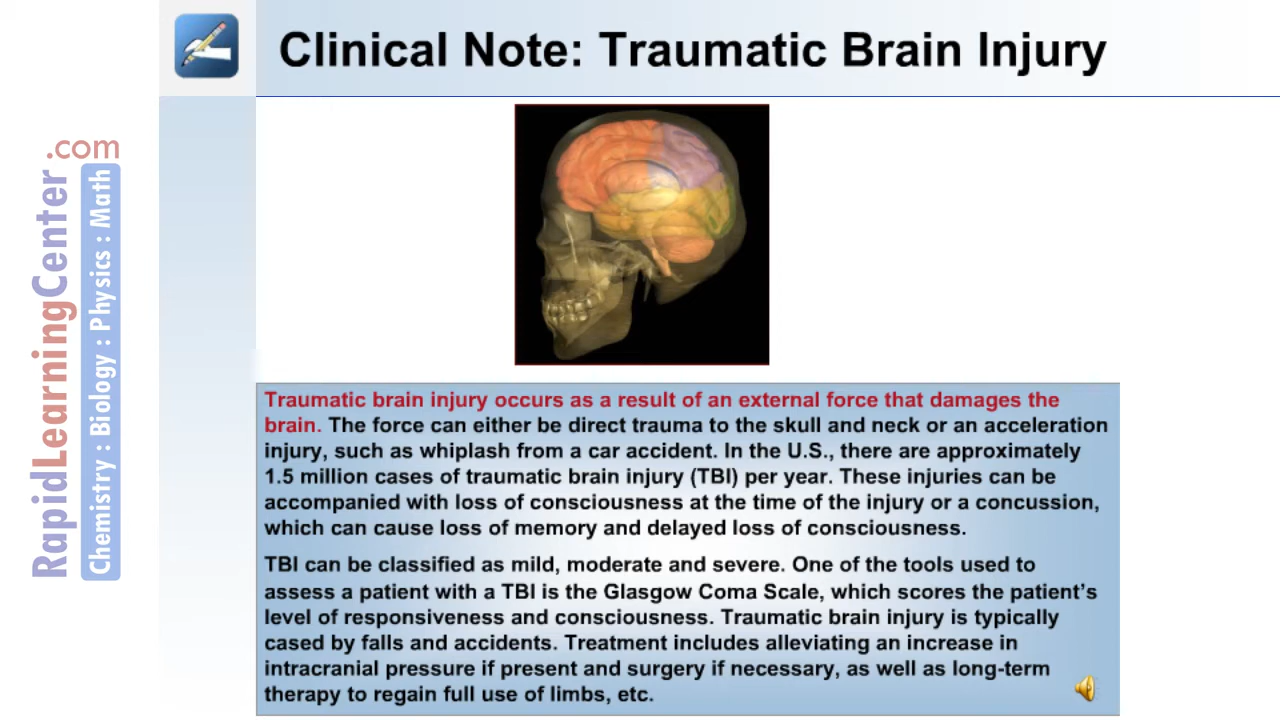 Clinical Note: Traumatic Brain Injury
RapidLearningCenter.com
Chemistry : Biology : Physics : Math
Traumatic brain injury occurs as a result of an external force that damages the
brain. The force can either be direct trauma to the skull and neck or an acceleration
injury, such as whiplash from a car accident. In the U.S., there are approximately
1.5 million cases of traumatic brain injury (TBI) per year. These injuries can be
accompanied with loss of consciousness at the time of the injury or a concussion,
which can cause loss of memory and delayed loss of consciousness.
TBI can be classified as mild, moderate and severe. One of the tools used to
assess a patient with a TBI is the Glasgow Coma Scale, which scores the patient’s
level of responsiveness and consciousness. Traumatic brain injury is typically
cased by falls and accidents. Treatment includes alleviating an increase in
intracranial pressure if present and surgery if necessary, as well as long-term
therapy to regain full use of limbs, etc.